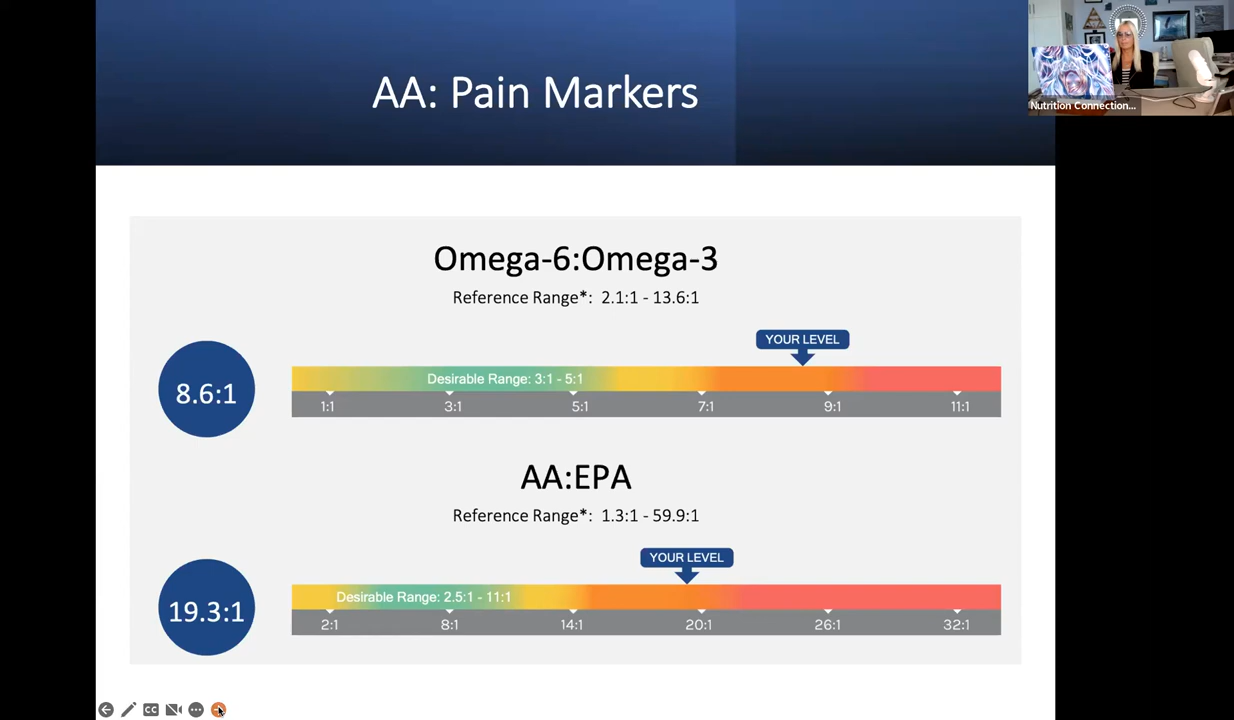 AA: Pain Markers
Nutrition Connection...
Omega-6:Omega-3
Reference Range*: 2.1:1 - 13.6:1
YOUR LEVEL
8.6:1
Desirable Range: 3:1 - 5:1
1:1 3:1 5:1 7:1 9:1 11:1
AA:EPA
Reference Range*: 1.3:1 - 59.9:1
YOUR LEVEL
19.3:1
Desirable Range: 2.5:1 - 11:1
2:1 8:1 14:1 20:1 26:1 32:1
CC